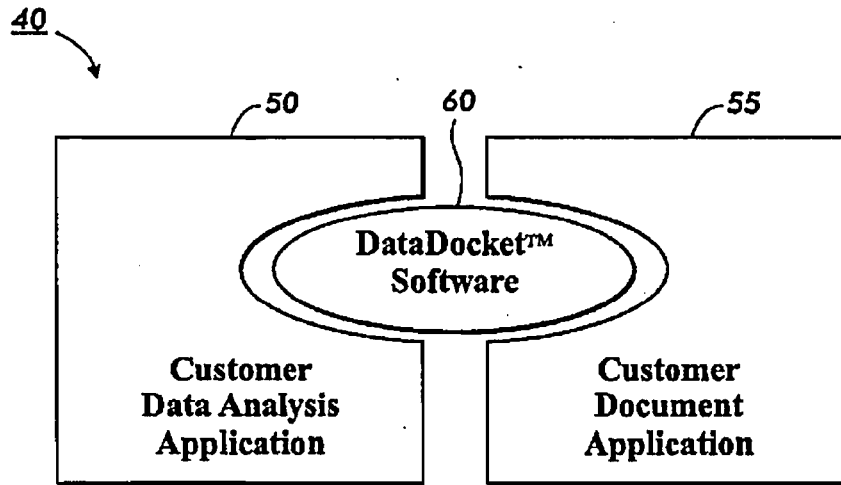 40
50
60
55
DataDocket™
Software
Customer
Data Analysis
Application
Customer
Document
Application